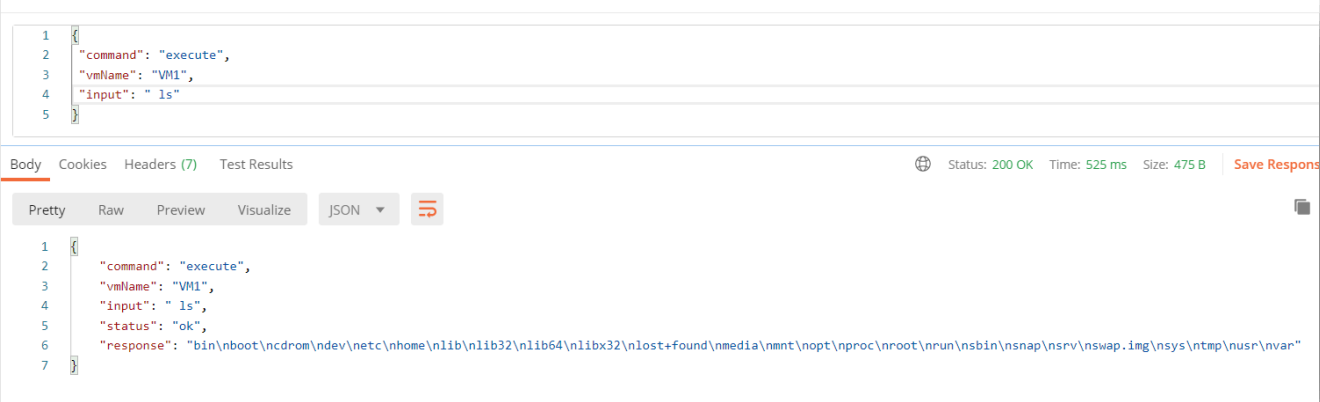 1 {
2 "command": "execute",
3 "vmName": "VM1",
4 "input": " ls"
5 }
Body Cookies Headers (7) Test Results Status: 200 OK Time: 525 ms Size: 475 B Save Respons
Pretty Raw Preview Visualize JSON
1 {
2 "command": "execute",
3 "vmName": "VM1",
4 "input": " ls",
5 "status": "ok",
6 "response": "bin\nboot\ncdrom\ndev\netc\nhome\nlib\nlib32\nlib64\nlibx32\nlost+found\nmedia\nmnt\nopt\nproc\nroot\nrun\nsbin\nsnap\nsrv\nswap.img\nsys\ntmp\nusr\nvar"
7 }